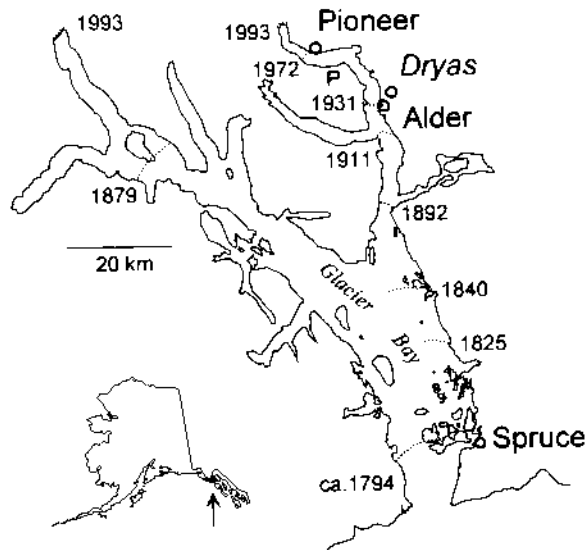 Pioneer
1993
1993
1972
P
Dryas
1931
Alder
1911
1879
1892
20 km
Glacier
1840
Bay
1825
Spruce
ca.1794